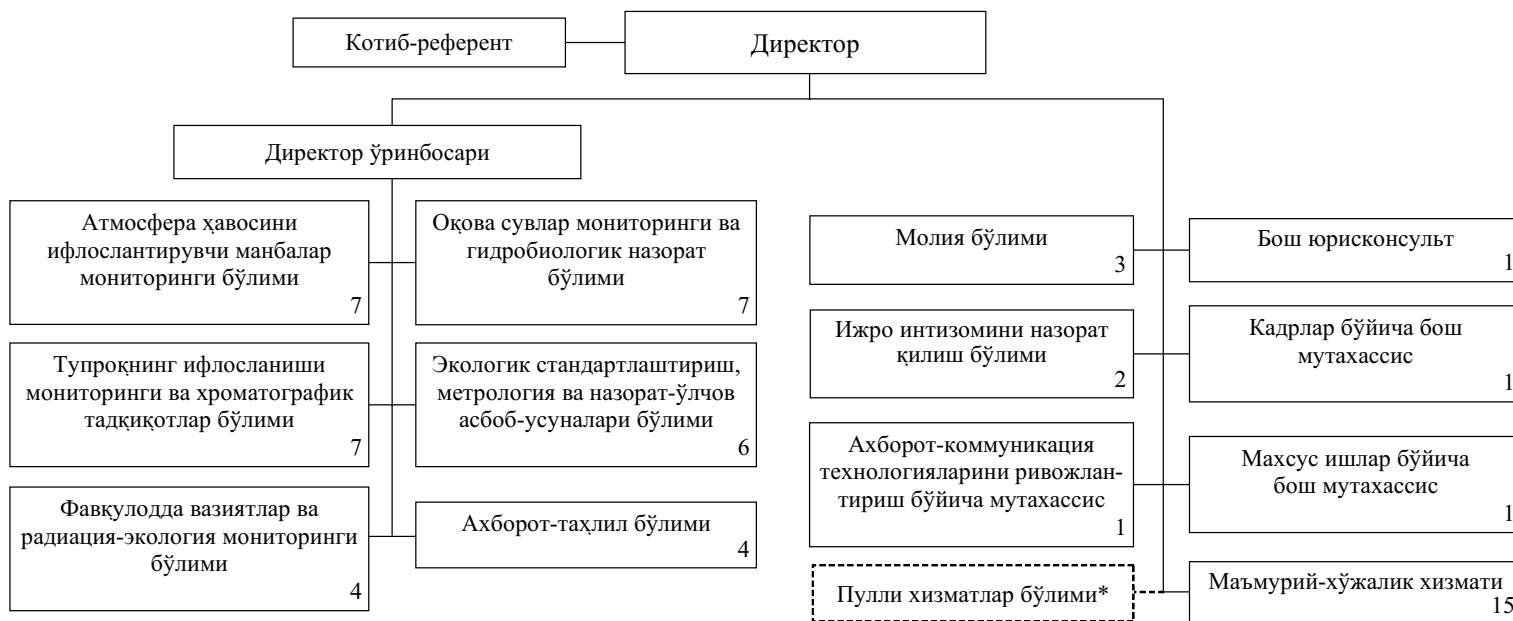 Котиб-референт
Директор
Директор ўринбосари
Атмосфера ҳавосини
ифлослантирувчи манбалар
мониторинги бўлими
7
Оқова сувлар мониторинги ва
гидробиологик назорат
бўлими
7
Тупроқнинг ифлосланиши
мониторинги ва хроматографик
тадқиқотлар бўлими
7
Экологик стандартлаштириш,
метрология ва назорат-ўлчов
асбоб-усуналари бўлими
6
Фавқулодда вазиятлар ва
радиация-экология мониторинги
бўлими
4
Ахборот-таҳлил бўлими
4
Молия бўлими
3
Бош юрисконсульт
1
Ижро интизомини назорат
қилиш бўлими
2
Кадрлар бўйича бош
мутахассис
1
Ахборот-коммуникация
технологияларини ривожлан-
тириш бўйича мутахассис
1
Махсус ишлар бўйича
бош мутахассис
1
Пулли хизматлар бўлими*
Маъмурий-хўжалик хизмати
15